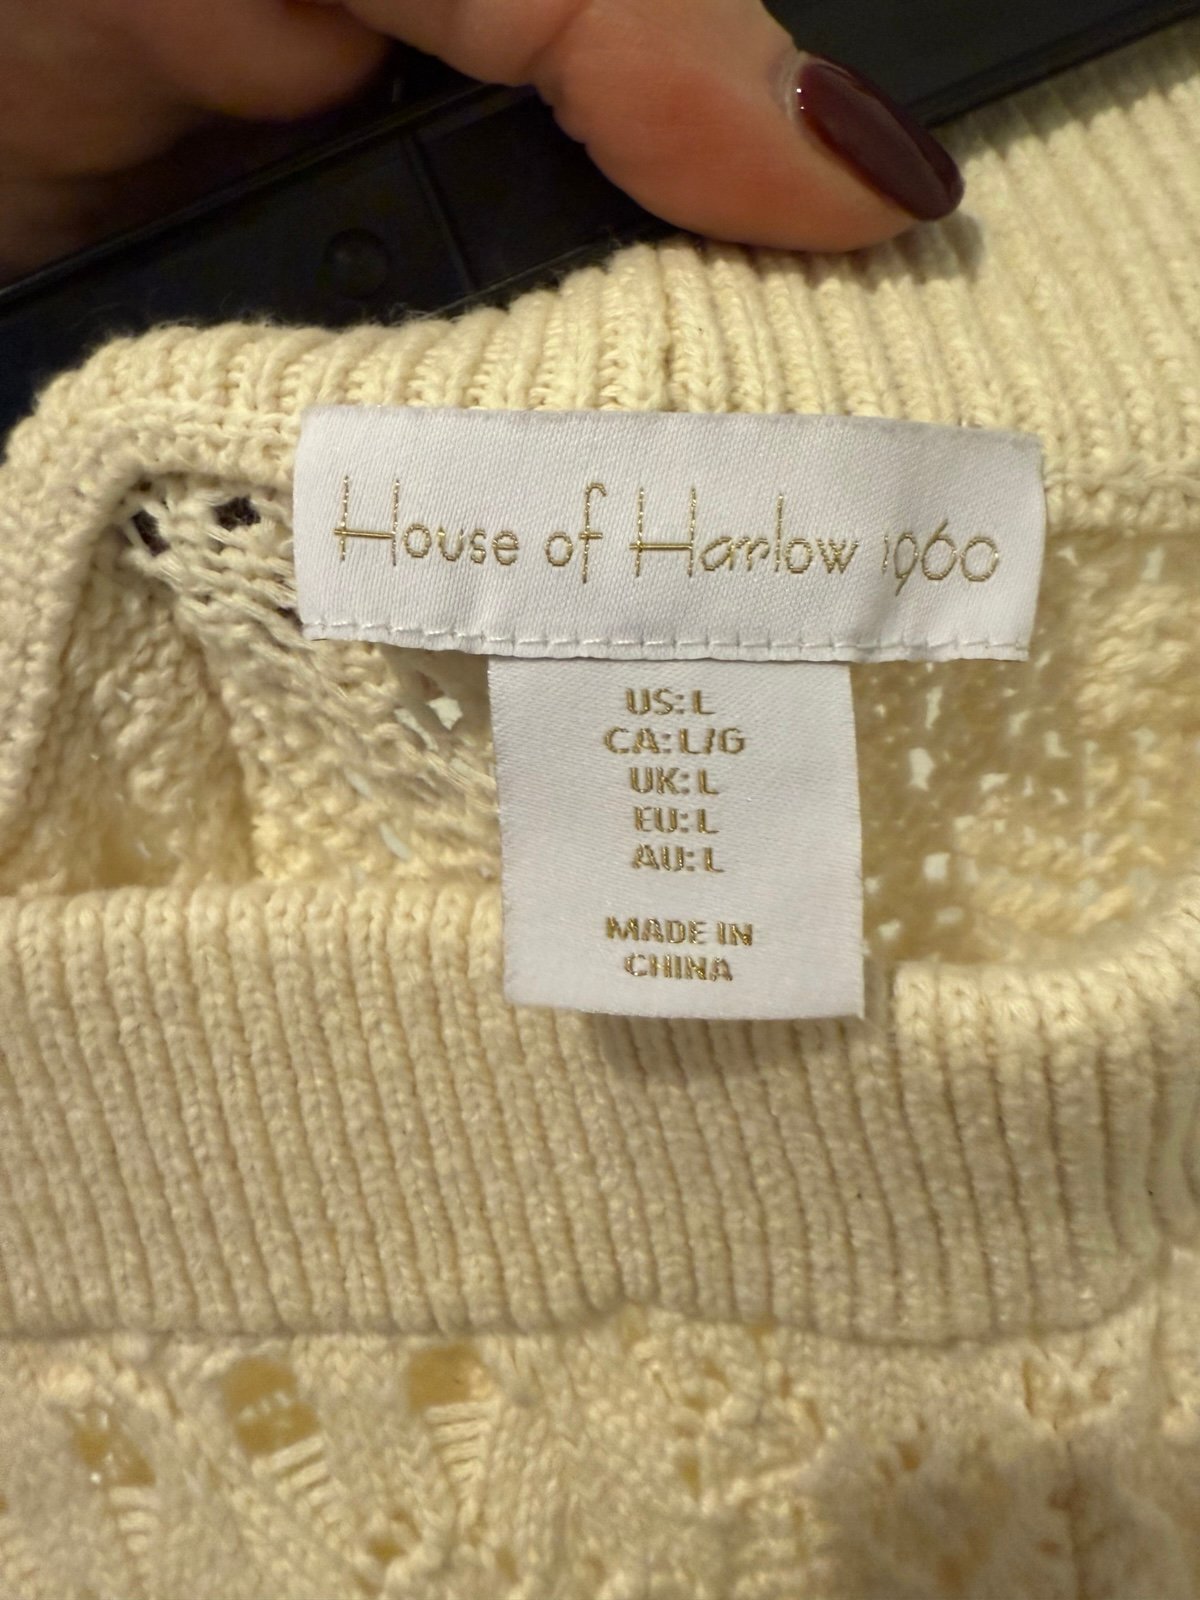 House of Harlow 1960
US: L
CA: L/G
UK: L
EU: L
AU: L
MADE IN
CHINA